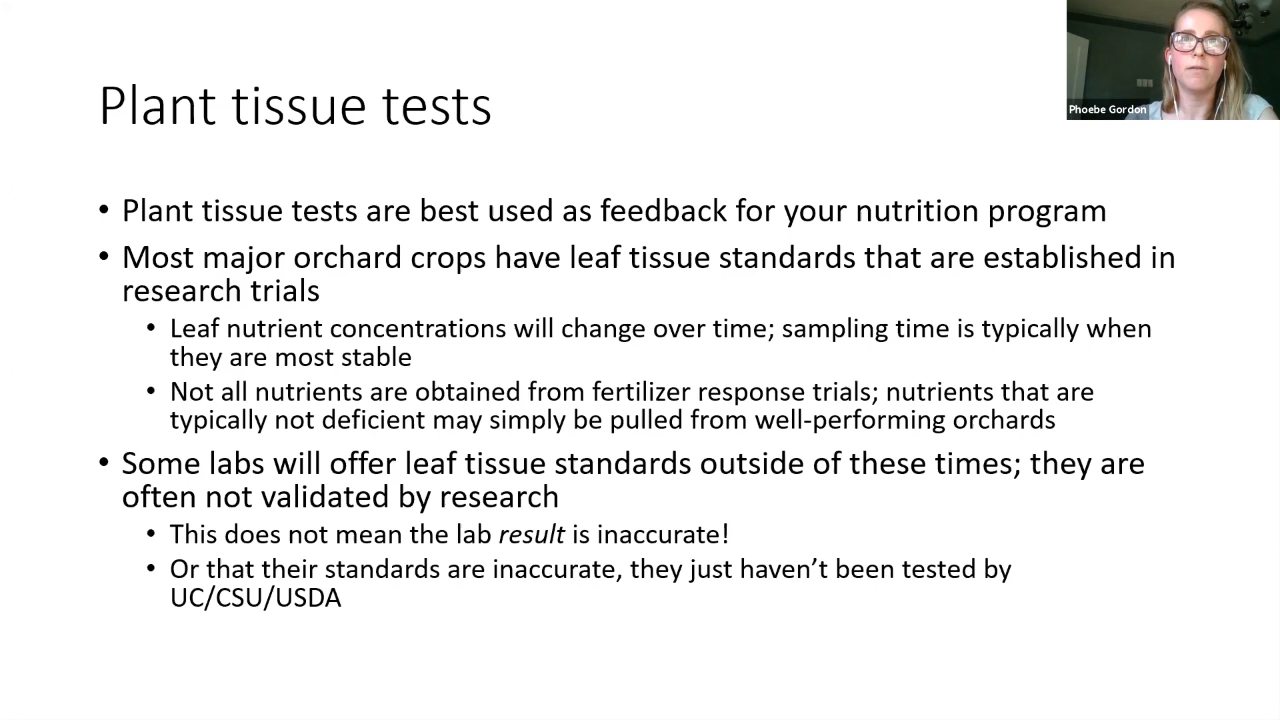 Plant tissue tests
Phoebe Gordon
• Plant tissue tests are best used as feedback for your nutrition program
• Most major orchard crops have leaf tissue standards that are established in
research trials
• Leaf nutrient concentrations will change over time; sampling time is typically when
they are most stable
• Not all nutrients are obtained from fertilizer response trials; nutrients that are
typically not deficient may simply be pulled from well-performing orchards
• Some labs will offer leaf tissue standards outside of these times; they are
often not validated by research
• This does not mean the lab result is inaccurate!
• Or that their standards are inaccurate, they just haven’t been tested by
UC/CSU/USDA